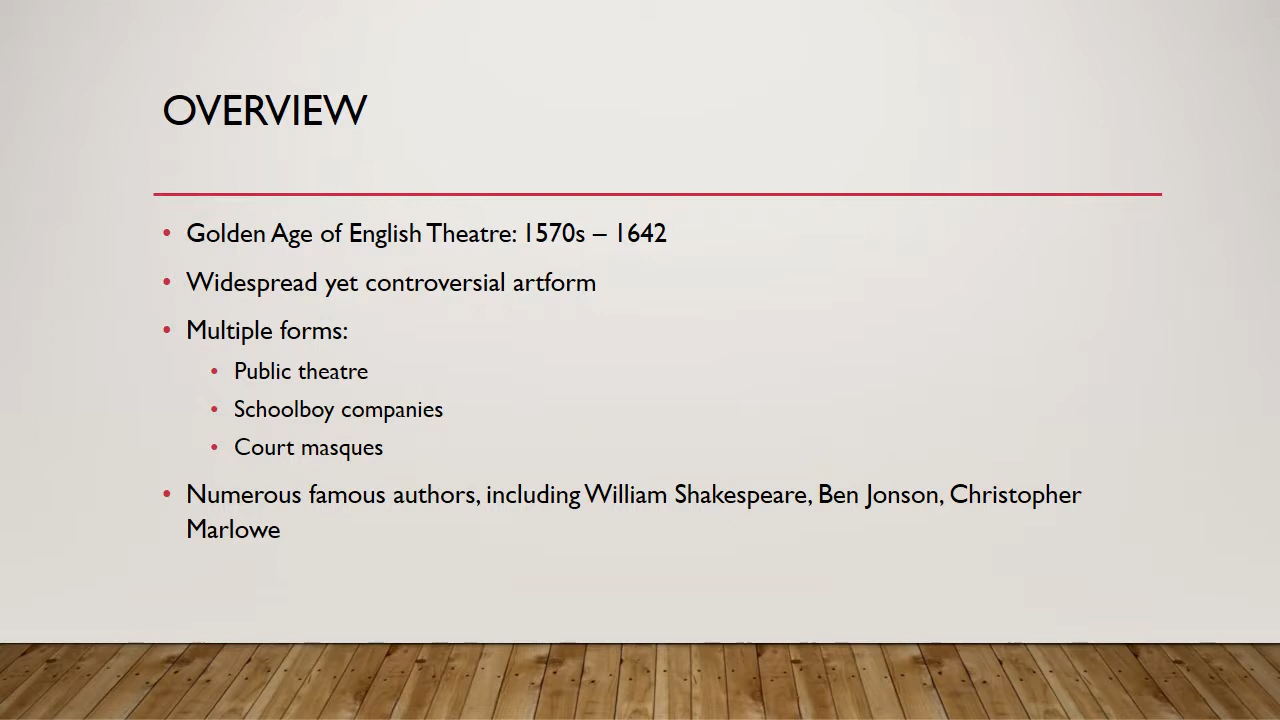 OVERVIEW
• Golden Age of English Theatre: 1570s – 1642
• Widespread yet controversial artform
• Multiple forms:
• Public theatre
• Schoolboy companies
• Court masques
• Numerous famous authors, including William Shakespeare, Ben Jonson, Christopher
Marlowe